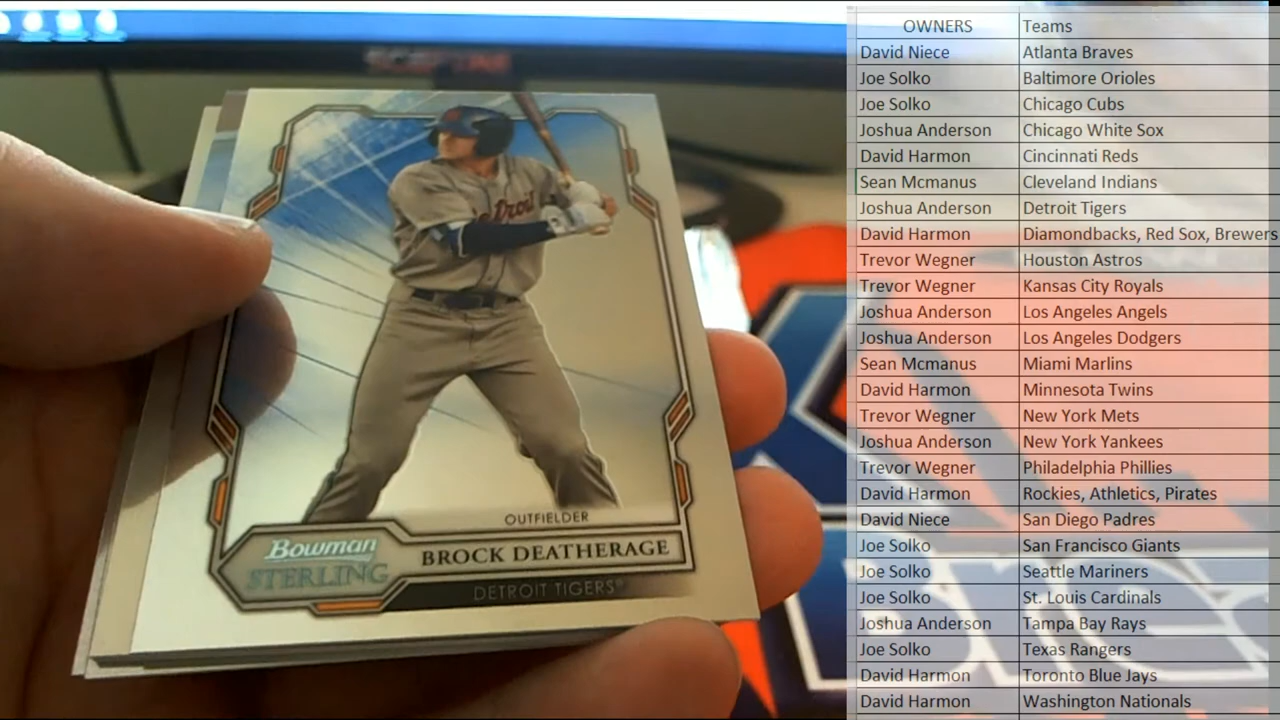 Detroit
OUTFIELDER
Bowman
STERLING
BROCK DEATHERAGE
DETROIT TIGERS®
OWNERS Teams
David Niece Atlanta Braves
Joe Solko Baltimore Orioles
Joe Solko Chicago Cubs
Joshua Anderson Chicago White Sox
David Harmon Cincinnati Reds
Sean Mcmanus Cleveland Indians
Joshua Anderson Detroit Tigers
David Harmon Diamondbacks, Red Sox, Brewers
Trevor Wegner Houston Astros
Trevor Wegner Kansas City Royals
Joshua Anderson Los Angeles Angels
Joshua Anderson Los Angeles Dodgers
Sean Mcmanus Miami Marlins
David Harmon Minnesota Twins
Trevor Wegner New York Mets
Joshua Anderson New York Yankees
Trevor Wegner Philadelphia Phillies
David Harmon Rockies, Athletics, Pirates
David Niece San Diego Padres
Joe Solko San Francisco Giants
Joe Solko Seattle Mariners
Joe Solko St. Louis Cardinals
Joshua Anderson Tampa Bay Rays
Joe Solko Texas Rangers
David Harmon Toronto Blue Jays
David Harmon Washington Nationals